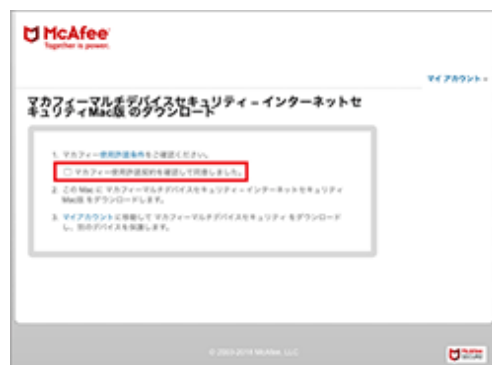 McAfee
Together is power.
マイ アカウント
マカフィーマルチデバイスセキュリティ – インターネットセ
キュリティMac版 のダウンロード
1. マカフィー使用許諾条件をご確認ください。
マカフィー使用許諾契約を確認して同意しました。
2. この Mac に マカフィーマルチデバイスセキュリティ – インターネットセキュリティ
Mac版 をダウンロードします。
3. マイアカウントに移動して マカフィーマルチデバイスセキュリティ をダウンロード
し、別のデバイスを保護します。
© 2003-2018 McAfee, LLC
McAfee
SECURE